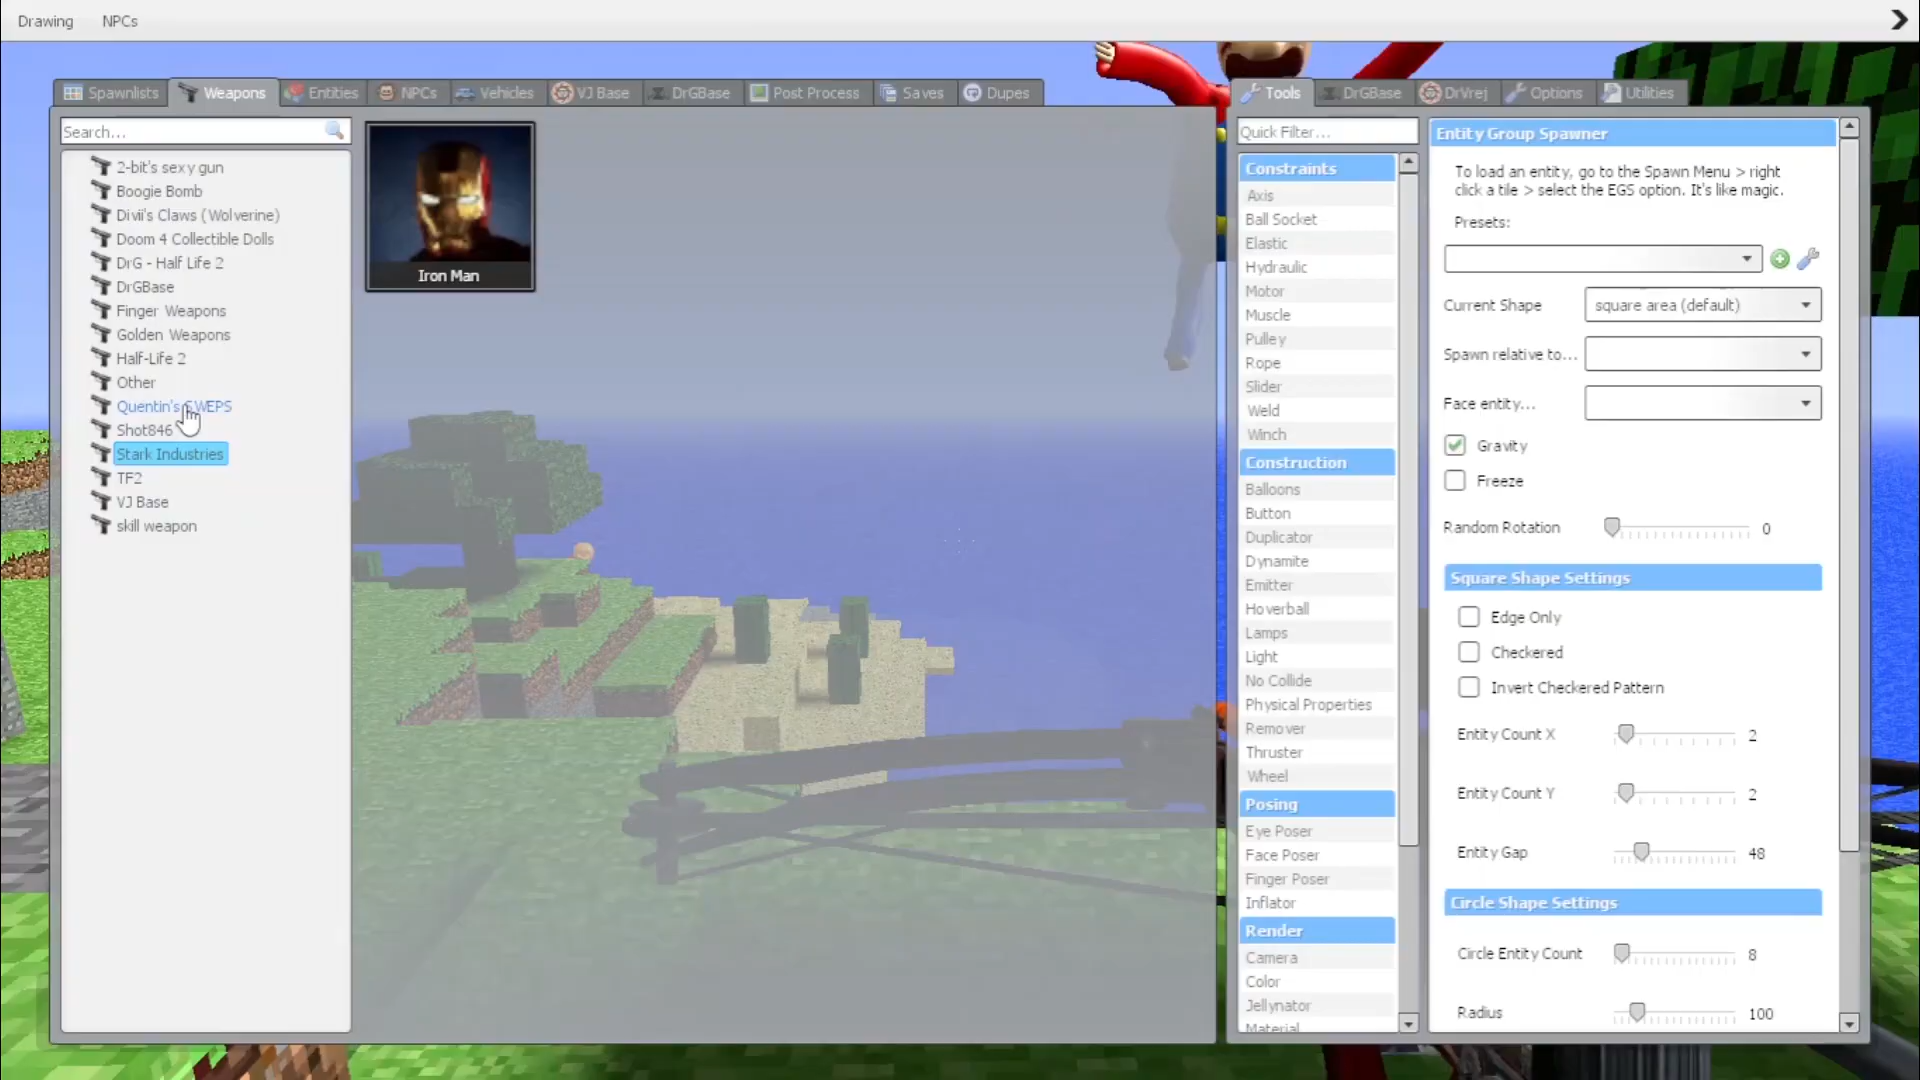 Drawing NPCs
Spawnlists Weapons Entities NPCs Vehicles VJ Base DrGBase Post Process Saves Dupes
Search...
2-bit's sexy gun
Boogie Bomb
Divii's Claws (Wolverine)
Doom 4 Collectible Dolls
DrG - Half Life 2
DrGBase
Finger Weapons
Golden Weapons
Half-Life 2
Other
Quentin's SWEPS
Shot846
Stark Industries
TF2
VJ Base
skill weapon
Iron Man
Tools DrGBase DrVrej Options Utilities
Quick Filter...
Constraints
Axis
Ball Socket
Elastic
Hydraulic
Motor
Muscle
Pulley
Rope
Slider
Weld
Winch
Construction
Balloons
Button
Duplicator
Dynamite
Emitter
Hoverball
Lamps
Light
No Collide
Physical Properties
Remover
Thruster
Wheel
Posing
Eye Poser
Face Poser
Finger Poser
Inflator
Render
Camera
Color
Jellynator
Material
Entity Group Spawner
To load an entity, go to the Spawn Menu > right
click a tile > select the EGS option. It's like magic.
Presets:
Current Shape square area (default)
Spawn relative to...
Face entity...
Gravity
Freeze
Random Rotation 0
Square Shape Settings
Edge Only
Checkered
Invert Checkered Pattern
Entity Count X 2
Entity Count Y 2
Entity Gap 48
Circle Shape Settings
Circle Entity Count 8
Radius 100